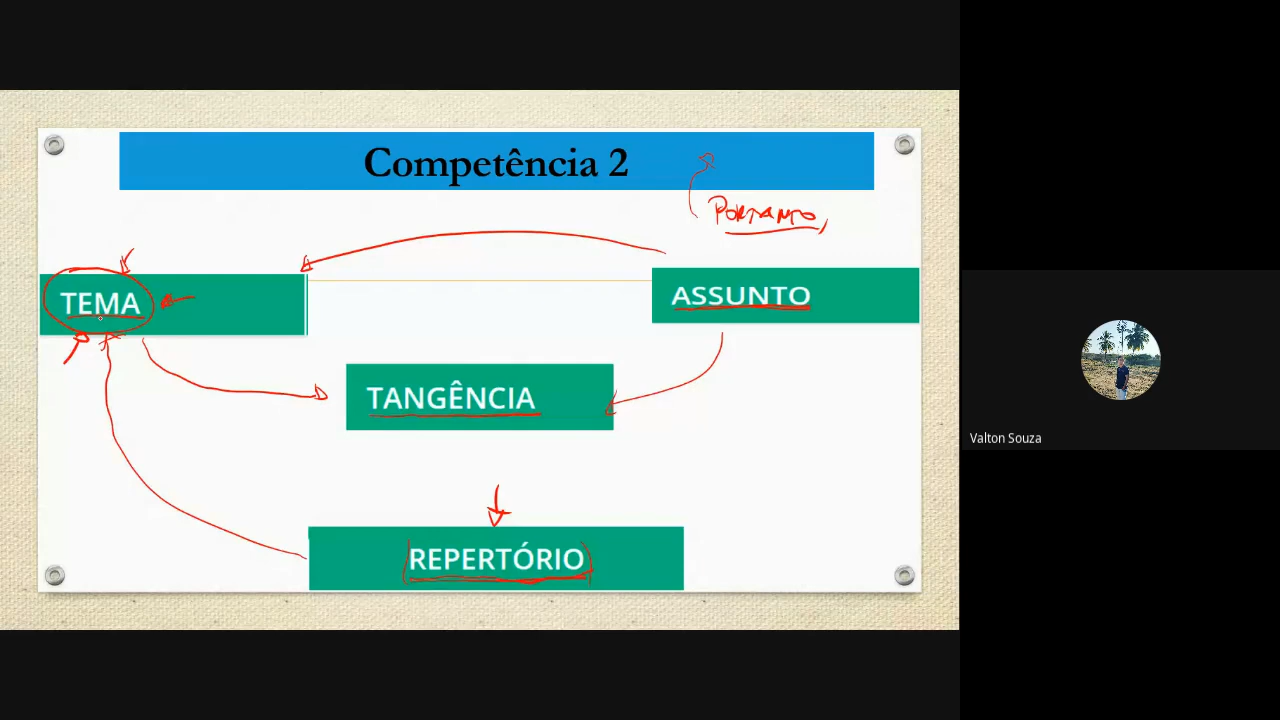 Competência 2
PORTANTO,
TEMA
ASSUNTO
TANGÊNCIA
REPERTÓRIO
Valton Souza